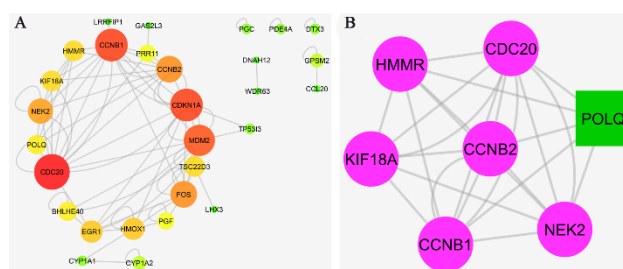 A
LRRFIP1
GAS2L3
CCNB1
HMMR
PRR11
CCNB2
KIF18A
NEK2
CDKN1A
POLQ
MDM2
TP53I3
CDC20
TSC22D3
BHLHE40
FOS
LHX3
EGR1
HMOX1
PGF
CYP1A1
CYP1A2
PGC
PDE4A
DTX3
DNAH12
GPSM2
WDR63
CCL20
B
CDC20
HMMR
POLQ
CCNB2
KIF18A
CCNB1
NEK2